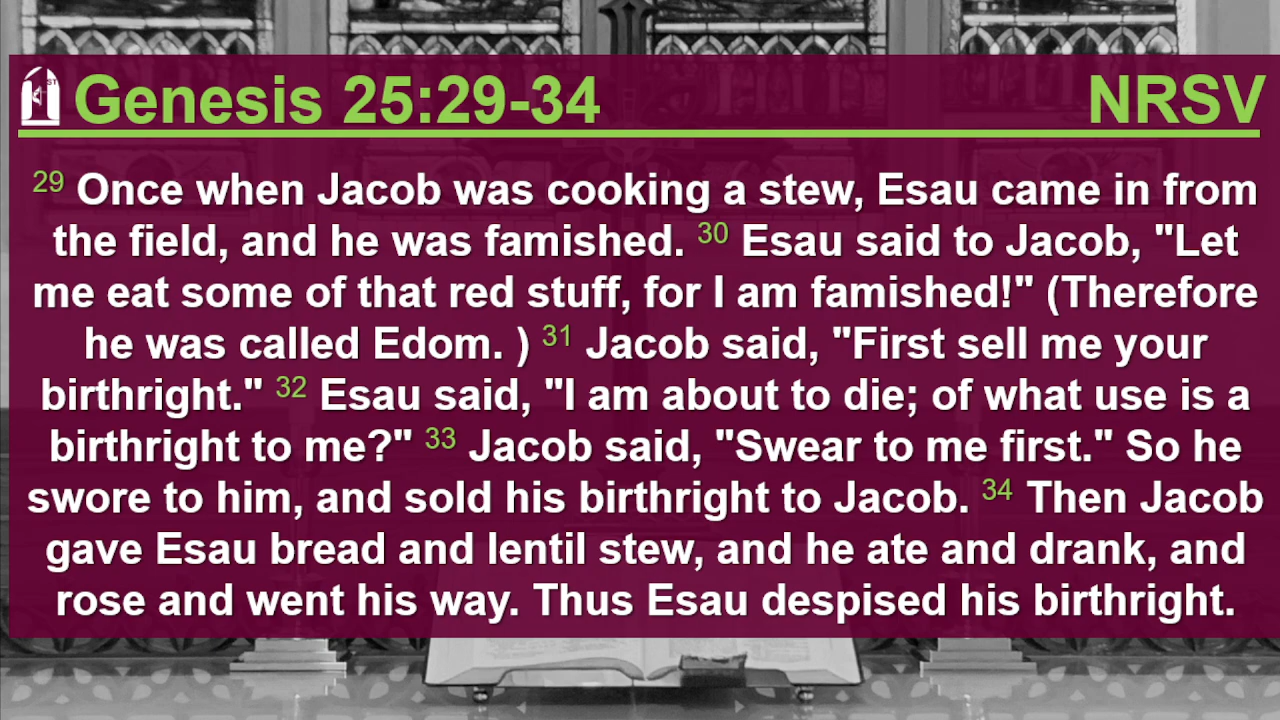 Genesis 25:29-34 NRSV
29 Once when Jacob was cooking a stew, Esau came in from
the field, and he was famished. 30 Esau said to Jacob, "Let
me eat some of that red stuff, for I am famished!" (Therefore
he was called Edom. ) 31 Jacob said, "First sell me your
birthright." 32 Esau said, "I am about to die; of what use is a
birthright to me?" 33 Jacob said, "Swear to me first." So he
swore to him, and sold his birthright to Jacob. 34 Then Jacob
gave Esau bread and lentil stew, and he ate and drank, and
rose and went his way. Thus Esau despised his birthright.